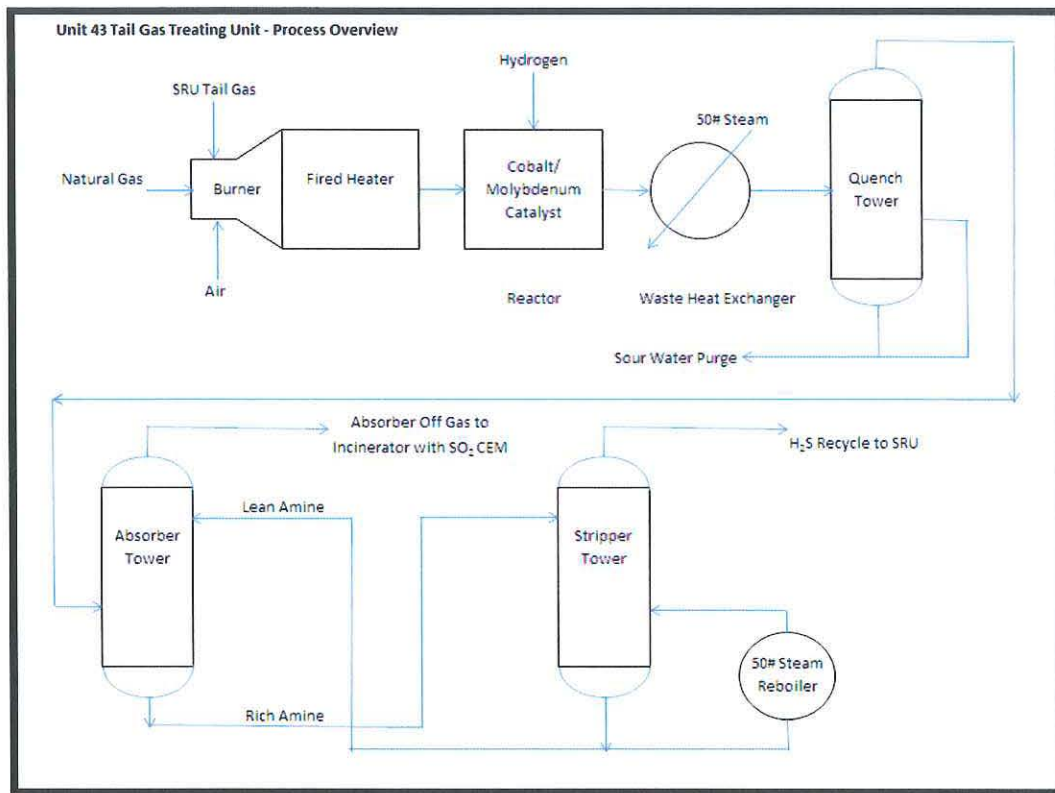 Unit 43 Tail Gas Treating Unit - Process Overview
Hydrogen
SRU Tail Gas
50# Steam
Natural Gas
Burner
Fired Heater
Cobalt/
Molybdenum
Catalyst
Quench
Tower
Air
Reactor
Waste Heat Exchanger
Sour Water Purge
Absorber Off Gas to
Incinerator with SO₂ CEM
H₂S Recycle to SRU
Lean Amine
Absorber
Tower
Stripper
Tower
50# Steam
Reboiler
Rich Amine